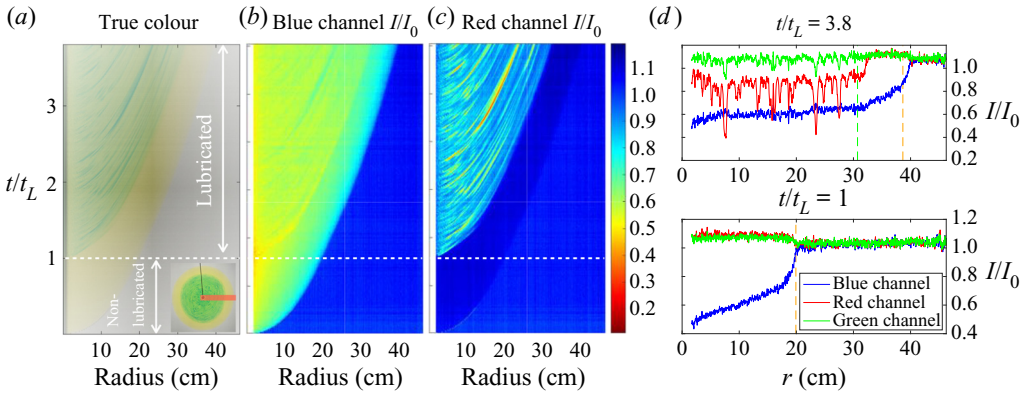 (a)
True colour
(b)
Blue channel I/I0
(c)
Red channel I/I0
(d)
t/tL = 3.8
3
2
1
t/tL
Lubricated
Non-
lubricated
10 20 30 40
Radius (cm)
10 20 30 40
Radius (cm)
10 20 30 40
Radius (cm)
1.1
1.0
0.9
0.8
0.7
0.6
0.5
0.4
0.3
0.2
1.0
0.8
0.6
0.4
0.2
I/I0
0 10 20 30 40
t/tL = 1
1.2
1.0
0.8
0.6
0.4
I/I0
Blue channel
Red channel
Green channel
0 10 20 30 40
r (cm)